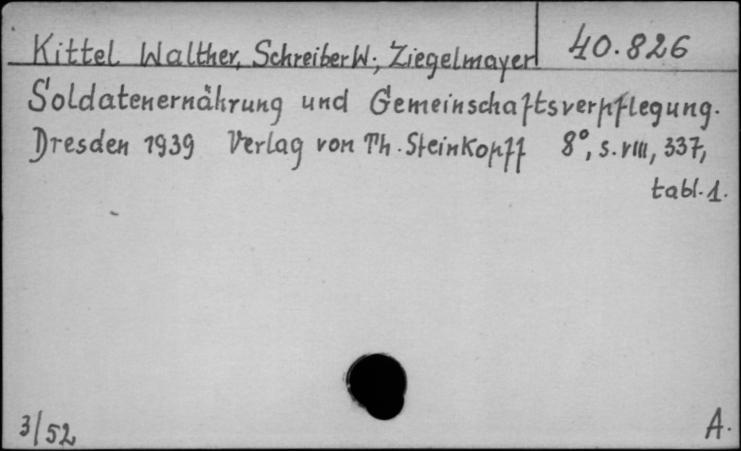 Kittel Walther, Schreiber W., Ziegelmayer
40.826
Soldatenernährung und Gemeinschaftsverpflegung.
Dresden 1939 Verlag von Th. Steinkopff 8°, s. VIII, 337,
tabl. 1.
3/52
A.